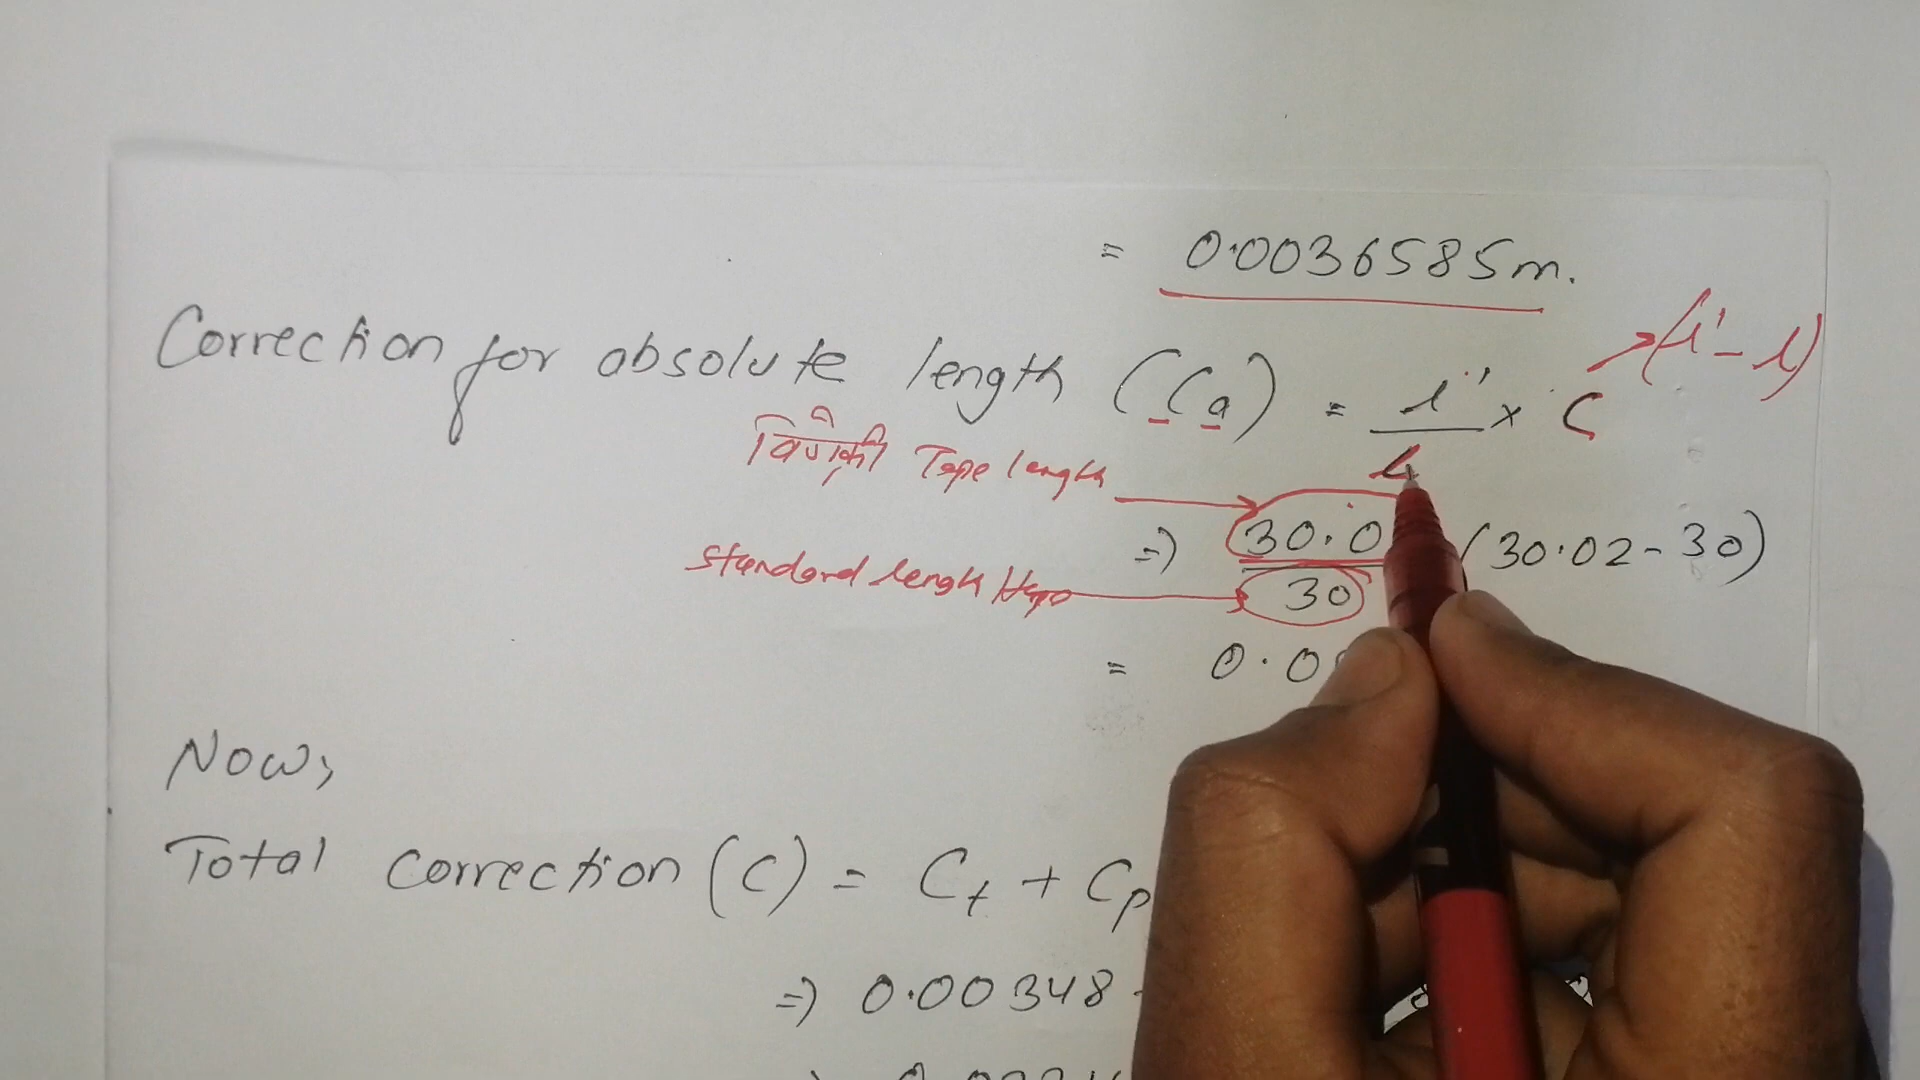 = 0.0036585m.
Correction for absolute length (Ca) = l'/l × C → (l' - l)
Tape length
=) 30.0 /30 (30.02 - 30)
standard length
= 0.0
Now,
Total correction (C) = Ct + Cp
=) 0.00348